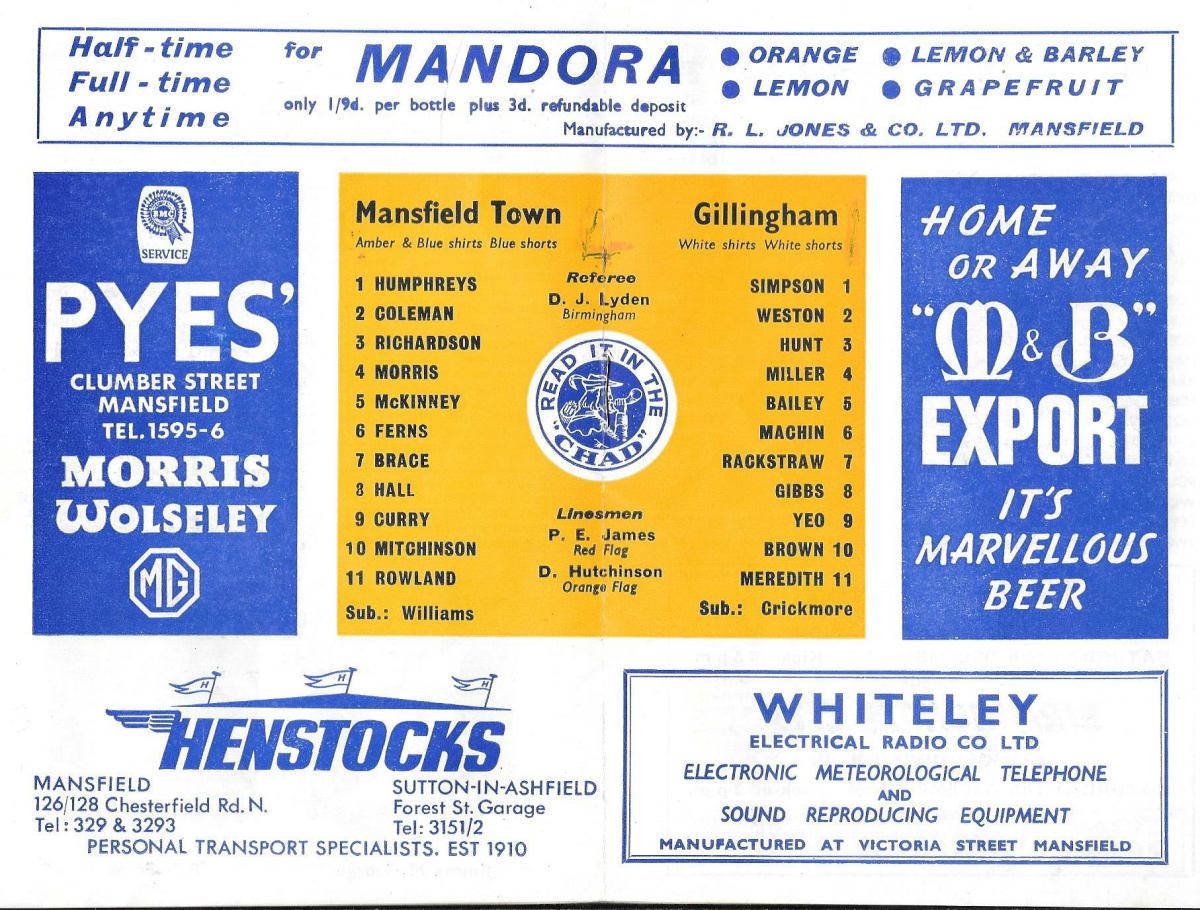 Half-time for MANDORA ● ORANGE ● LEMON & BARLEY
Full-time ● LEMON ● GRAPEFRUIT
Anytime only 1/9d. per bottle plus 3d. refundable deposit
Manufactured by:- R. L. JONES & CO. LTD. MANSFIELD
BMC
SERVICE
PYES'
CLUMBER STREET
MANSFIELD
TEL. 1595-6
MORRIS
WOLSELEY
MG
Mansfield Town
Amber & Blue shirts Blue shorts
1 HUMPHREYS
2 COLEMAN
3 RICHARDSON
4 MORRIS
5 McKINNEY
6 FERNS
7 BRACE
8 HALL
9 CURRY
10 MITCHINSON
11 ROWLAND
Sub.: Williams
4
Referee
D. J. Lyden
Birmingham
READ IT IN THE
"CHAD"
Linesmen
P. E. James
Red Flag
D. Hutchinson
Orange Flag
Gillingham 1
White shirts White shorts
SIMPSON 1
WESTON 2
HUNT 3
MILLER 4
BAILEY 5
MACHIN 6
RACKSTRAW 7
GIBBS 8
YEO 9
BROWN 10
MEREDITH 11
Sub.: Crickmore
HOME
OR AWAY
"M & B"
EXPORT
IT'S
MARVELLOUS
BEER
H H H
HENSTOCKS
MANSFIELD
126/128 Chesterfield Rd. N.
Tel: 329 & 3293
SUTTON-IN-ASHFIELD
Forest St. Garage
Tel: 3151/2
PERSONAL TRANSPORT SPECIALISTS. EST 1910
WHITELEY
ELECTRICAL RADIO CO LTD
ELECTRONIC METEOROLOGICAL TELEPHONE
AND
SOUND REPRODUCING EQUIPMENT
MANUFACTURED AT VICTORIA STREET MANSFIELD